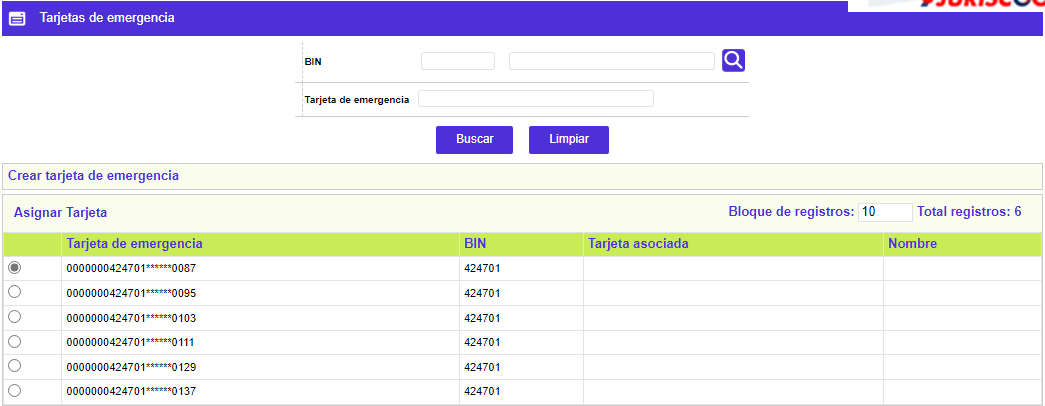 Tarjetas de emergencia
BIN
Tarjeta de emergencia
Buscar Limpiar
Crear tarjeta de emergencia
Asignar Tarjeta Bloque de registros: 10 Total registros: 6
Tarjeta de emergencia BIN Tarjeta asociada Nombre
0000000424701******0087 424701
0000000424701******0095 424701
0000000424701******0103 424701
0000000424701******0111 424701
0000000424701******0129 424701
0000000424701******0137 424701